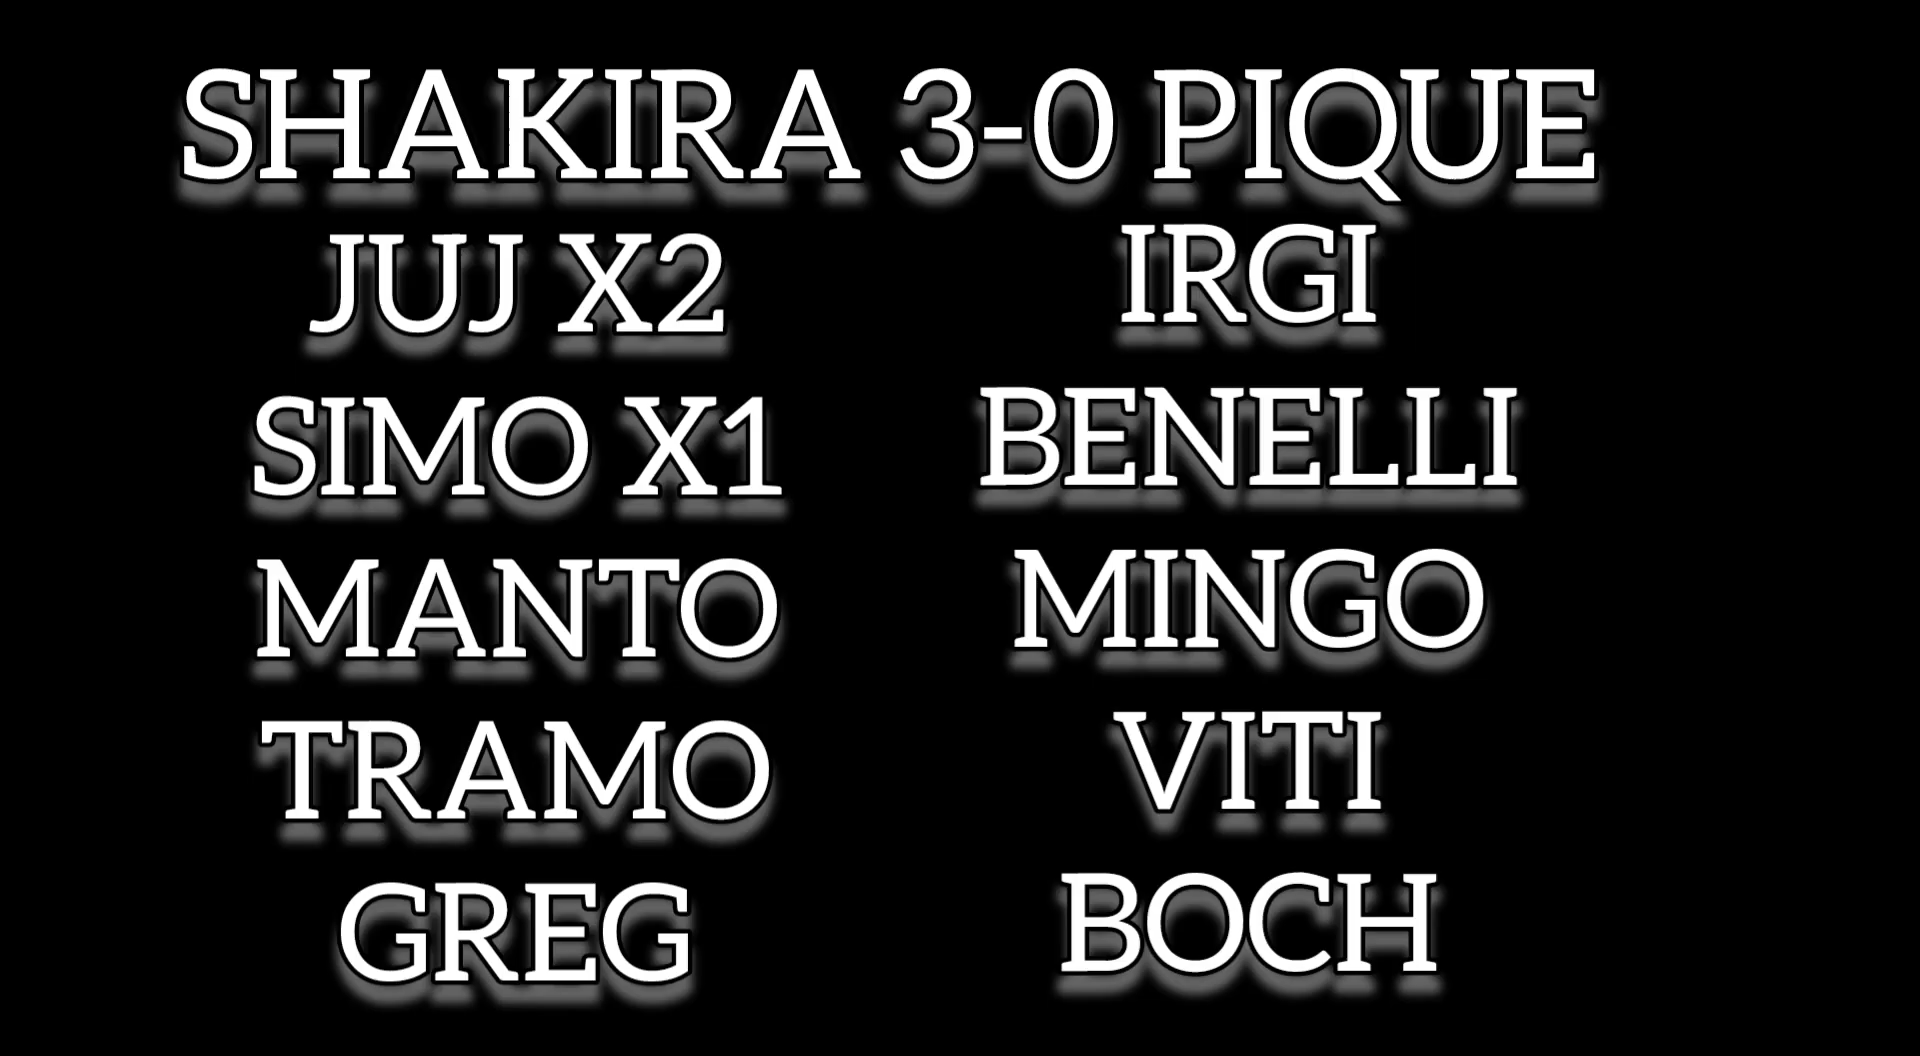 SHAKIRA 3-0 PIQUE
JUJ X2
SIMO X1
MANTO
TRAMO
GREG
IRGI
BENELLI
MINGO
VITI
BOCH